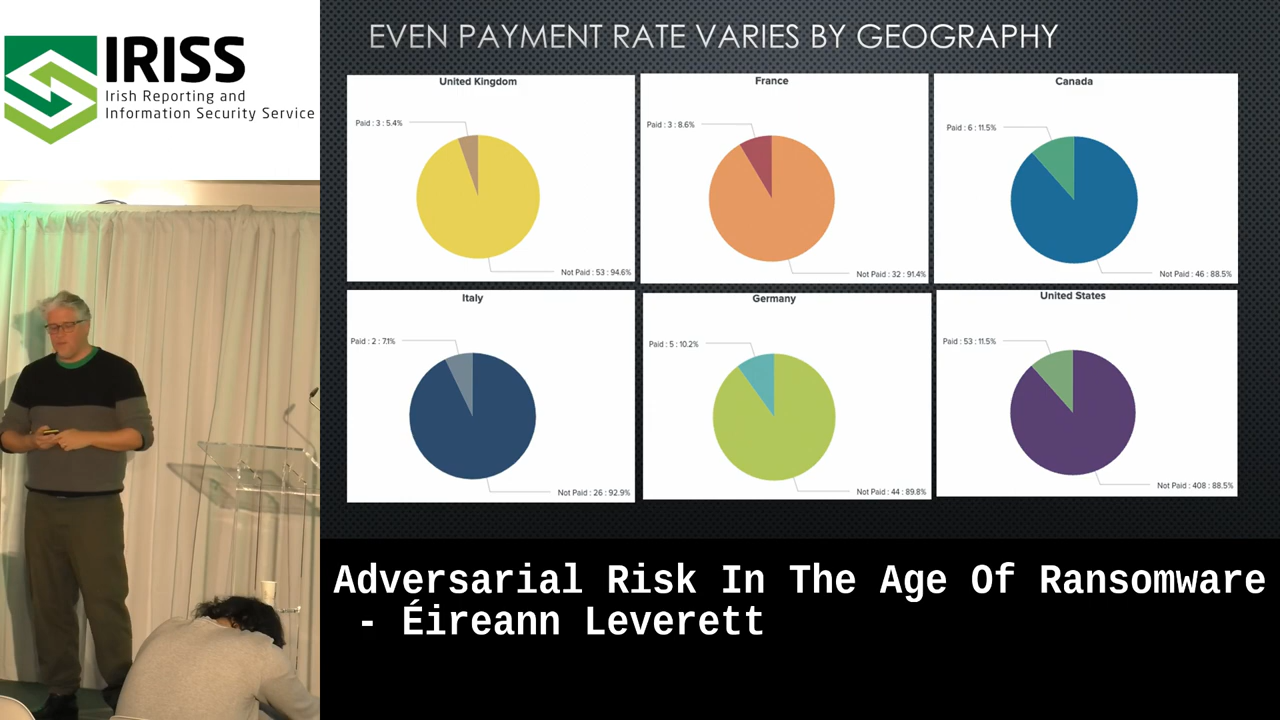 IRISS
Irish Reporting and
Information Security Service
EVEN PAYMENT RATE VARIES BY GEOGRAPHY
United Kingdom
Paid : 3 : 5.4%
Not Paid : 53 : 94.6%
France
Paid : 3 : 8.6%
Not Paid : 32 : 91.4%
Canada
Paid : 6 : 11.5%
Not Paid : 46 : 88.5%
Italy
Paid : 2 : 7.1%
Not Paid : 26 : 92.9%
Germany
Paid : 5 : 10.2%
Not Paid : 44 : 89.8%
United States
Paid : 53 : 11.5%
Not Paid : 408 : 88.5%
Adversarial Risk In The Age Of Ransomware
- Éireann Leverett